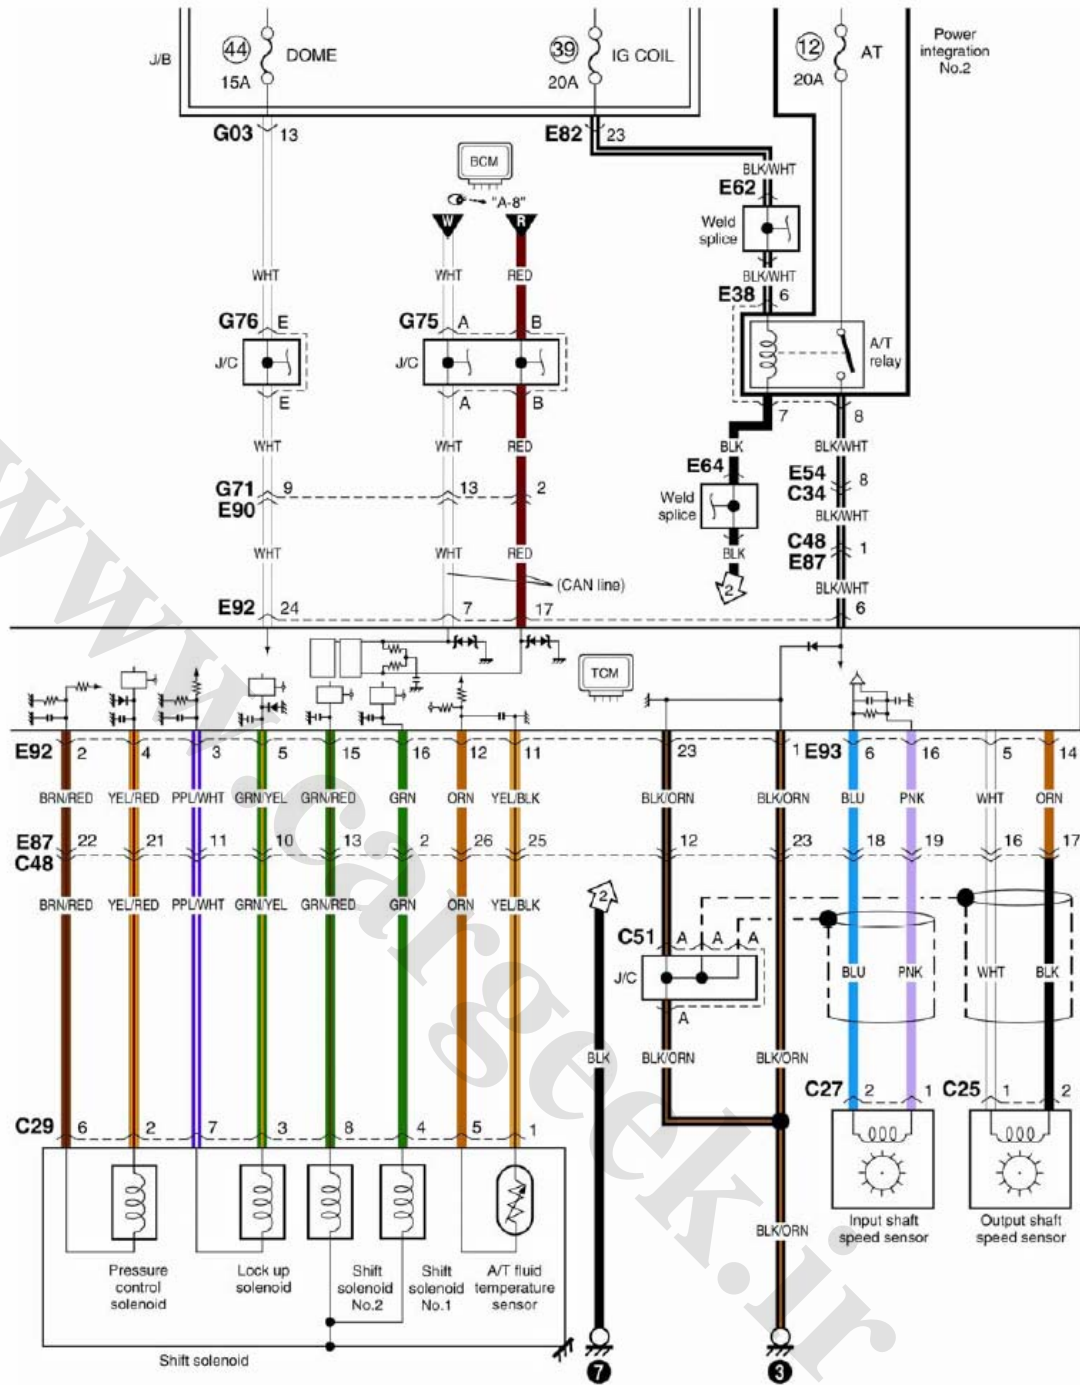 44 DOME 39 IG COIL 12 AT Power
J/B integration
15A 20A 20A No.2
G03 13 E82 23
BCM BLK/WHT
"A-8" E62
W R Weld
splice
WHT WHT RED BLK/WHT
E38 6
G76 E G75 A B
J/C J/C A/T
relay
E A B 7 8
WHT WHT RED BLK BLK/WHT
E64 E54 8
G71 9 13 2 C34
E90 Weld
splice BLK/WHT
C48 1
WHT WHT RED BLK E87
(CAN line) 2 BLK/WHT
E92 24 7 17 6
TCM
E92 2 4 3 5 15 16 12 11 23 1 E93 6 16 5 14
BRN/RED YEL/RED PPL/WHT GRN/YEL GRN/RED GRN ORN YEL/BLK BLK/ORN BLK/ORN BLU PNK WHT ORN
E87 22 21 11 10 13 2 26 25 12 23 18 19 16 17
C48
2
BRN/RED YEL/RED PPL/WHT GRN/YEL GRN/RED GRN ORN YEL/BLK
C51 A A A
J/C BLU PNK WHT BLK
A
BLK BLK/ORN BLK/ORN
C27 2 1 C25 1 2
C29 6 2 7 3 8 4 5 1
BLK/ORN
Input shaft Output shaft
speed sensor speed sensor
Pressure Lock up Shift Shift A/T fluid
control solenoid solenoid solenoid temperature
solenoid No.2 No.1 sensor
Shift solenoid
7 3
www.cargeek.ir